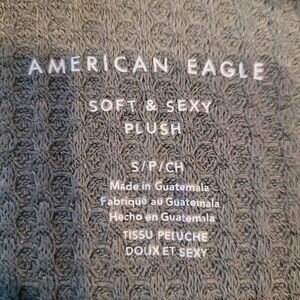 AMERICAN EAGLE
SOFT & SEXY
PLUSH
S/P/CH
Made in Guatemala
Fabriqué au Guatemala
Hecho en Guatemala
TISSU PELUCHE
DOUX ET SEXY